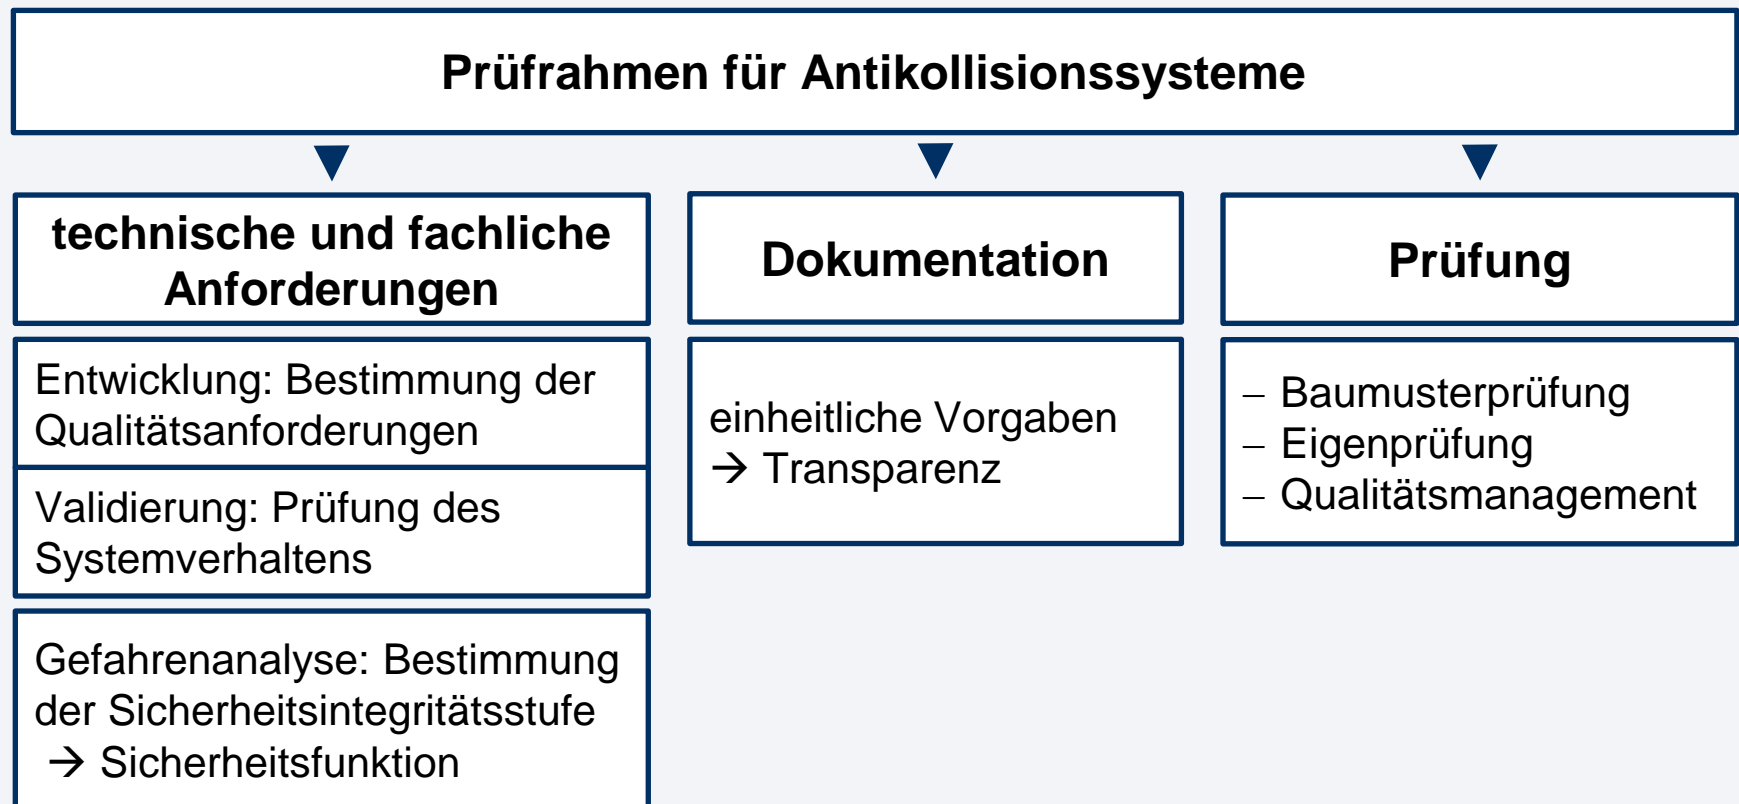 Prüfrahmen für Antikollisionssysteme
technische und fachliche
Anforderungen
Entwicklung: Bestimmung der
Qualitätsanforderungen
Validierung: Prüfung des
Systemverhaltens
Gefahrenanalyse: Bestimmung
der Sicherheitsintegritätsstufe
→ Sicherheitsfunktion
Dokumentation
einheitliche Vorgaben
→ Transparenz
Prüfung
– Baumusterprüfung
– Eigenprüfung
– Qualitätsmanagement